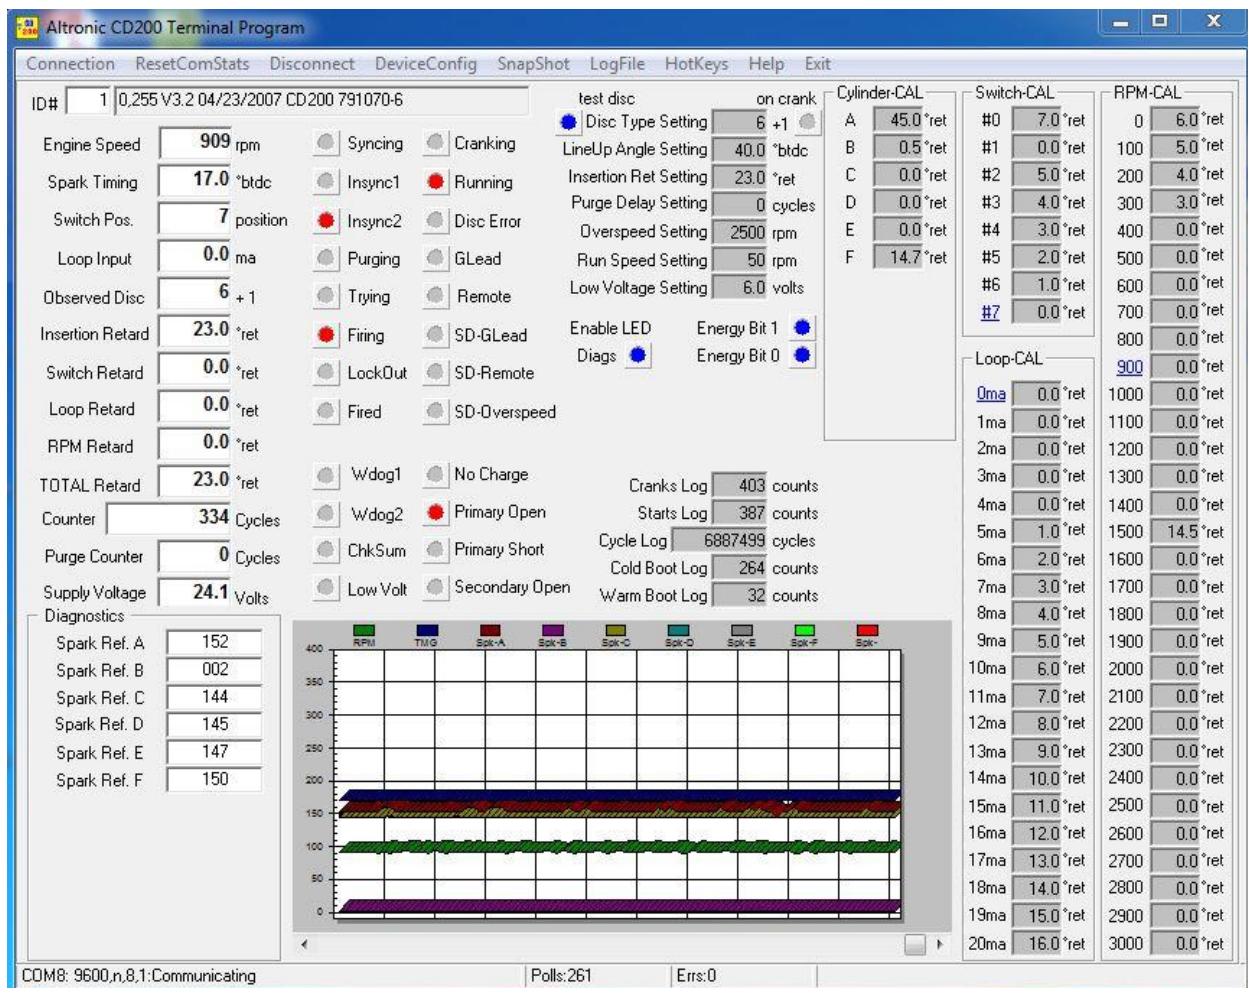 Altronic CD200 Terminal Program
Connection ResetComStats Disconnect DeviceConfig SnapShot LogFile HotKeys Help Exit
ID# 1 0,255 V3.2 04/23/2007 CD200 791070-6
Engine Speed 909 rpm
Spark Timing 17.0 °btdc
Switch Pos. 7 position
Loop Input 0.0 ma
Observed Disc 6 + 1
Insertion Retard 23.0 °ret
Switch Retard 0.0 °ret
Loop Retard 0.0 °ret
RPM Retard 0.0 °ret
TOTAL Retard 23.0 °ret
Counter 334 Cycles
Purge Counter 0 Cycles
Supply Voltage 24.1 Volts
Syncing Cranking
Insync1 Running
Insync2 Disc Error
Purging GLead
Trying Remote
Firing SD-GLead
LockOut SD-Remote
Fired SD-Overspeed
Wdog1 No Charge
Wdog2 Primary Open
ChkSum Primary Short
Low Volt Secondary Open
test disc on crank
Disc Type Setting 6 +1
LineUp Angle Setting 40.0 °btdc
Insertion Ret Setting 23.0 °ret
Purge Delay Setting 0 cycles
Overspeed Setting 2500 rpm
Run Speed Setting 50 rpm
Low Voltage Setting 6.0 volts
Enable LED Energy Bit 1
Diags Energy Bit 0
Cranks Log 403 counts
Starts Log 387 counts
Cycle Log 6887499 cycles
Cold Boot Log 264 counts
Warm Boot Log 32 counts
Cylinder-CAL
A 45.0 °ret
B 0.5 °ret
C 0.0 °ret
D 0.0 °ret
E 0.0 °ret
F 14.7 °ret
Switch-CAL
#0 7.0 °ret
#1 0.0 °ret
#2 5.0 °ret
#3 4.0 °ret
#4 3.0 °ret
#5 2.0 °ret
#6 1.0 °ret
#7 0.0 °ret
Loop-CAL
0ma 0.0 °ret
1ma 0.0 °ret
2ma 0.0 °ret
3ma 0.0 °ret
4ma 0.0 °ret
5ma 1.0 °ret
6ma 2.0 °ret
7ma 3.0 °ret
8ma 4.0 °ret
9ma 5.0 °ret
10ma 6.0 °ret
11ma 7.0 °ret
12ma 8.0 °ret
13ma 9.0 °ret
14ma 10.0 °ret
15ma 11.0 °ret
16ma 12.0 °ret
17ma 13.0 °ret
18ma 14.0 °ret
19ma 15.0 °ret
20ma 16.0 °ret
RPM-CAL
0 6.0 °ret
100 5.0 °ret
200 4.0 °ret
300 3.0 °ret
400 0.0 °ret
500 0.0 °ret
600 0.0 °ret
700 0.0 °ret
800 0.0 °ret
900 0.0 °ret
1000 0.0 °ret
1100 0.0 °ret
1200 0.0 °ret
1300 0.0 °ret
1400 0.0 °ret
1500 14.5 °ret
1600 0.0 °ret
1700 0.0 °ret
1800 0.0 °ret
1900 0.0 °ret
2000 0.0 °ret
2100 0.0 °ret
2200 0.0 °ret
2300 0.0 °ret
2400 0.0 °ret
2500 0.0 °ret
2600 0.0 °ret
2700 0.0 °ret
2800 0.0 °ret
2900 0.0 °ret
3000 0.0 °ret
Diagnostics
Spark Ref. A 152
Spark Ref. B 002
Spark Ref. C 144
Spark Ref. D 145
Spark Ref. E 147
Spark Ref. F 150
RPM TMG Spk-A Spk-B Spk-C Spk-D Spk-E Spk-F Spk-
400
350
300
250
200
150
100
50
0
COM8: 9600,n,8,1:Communicating Polls:261 Errs:0